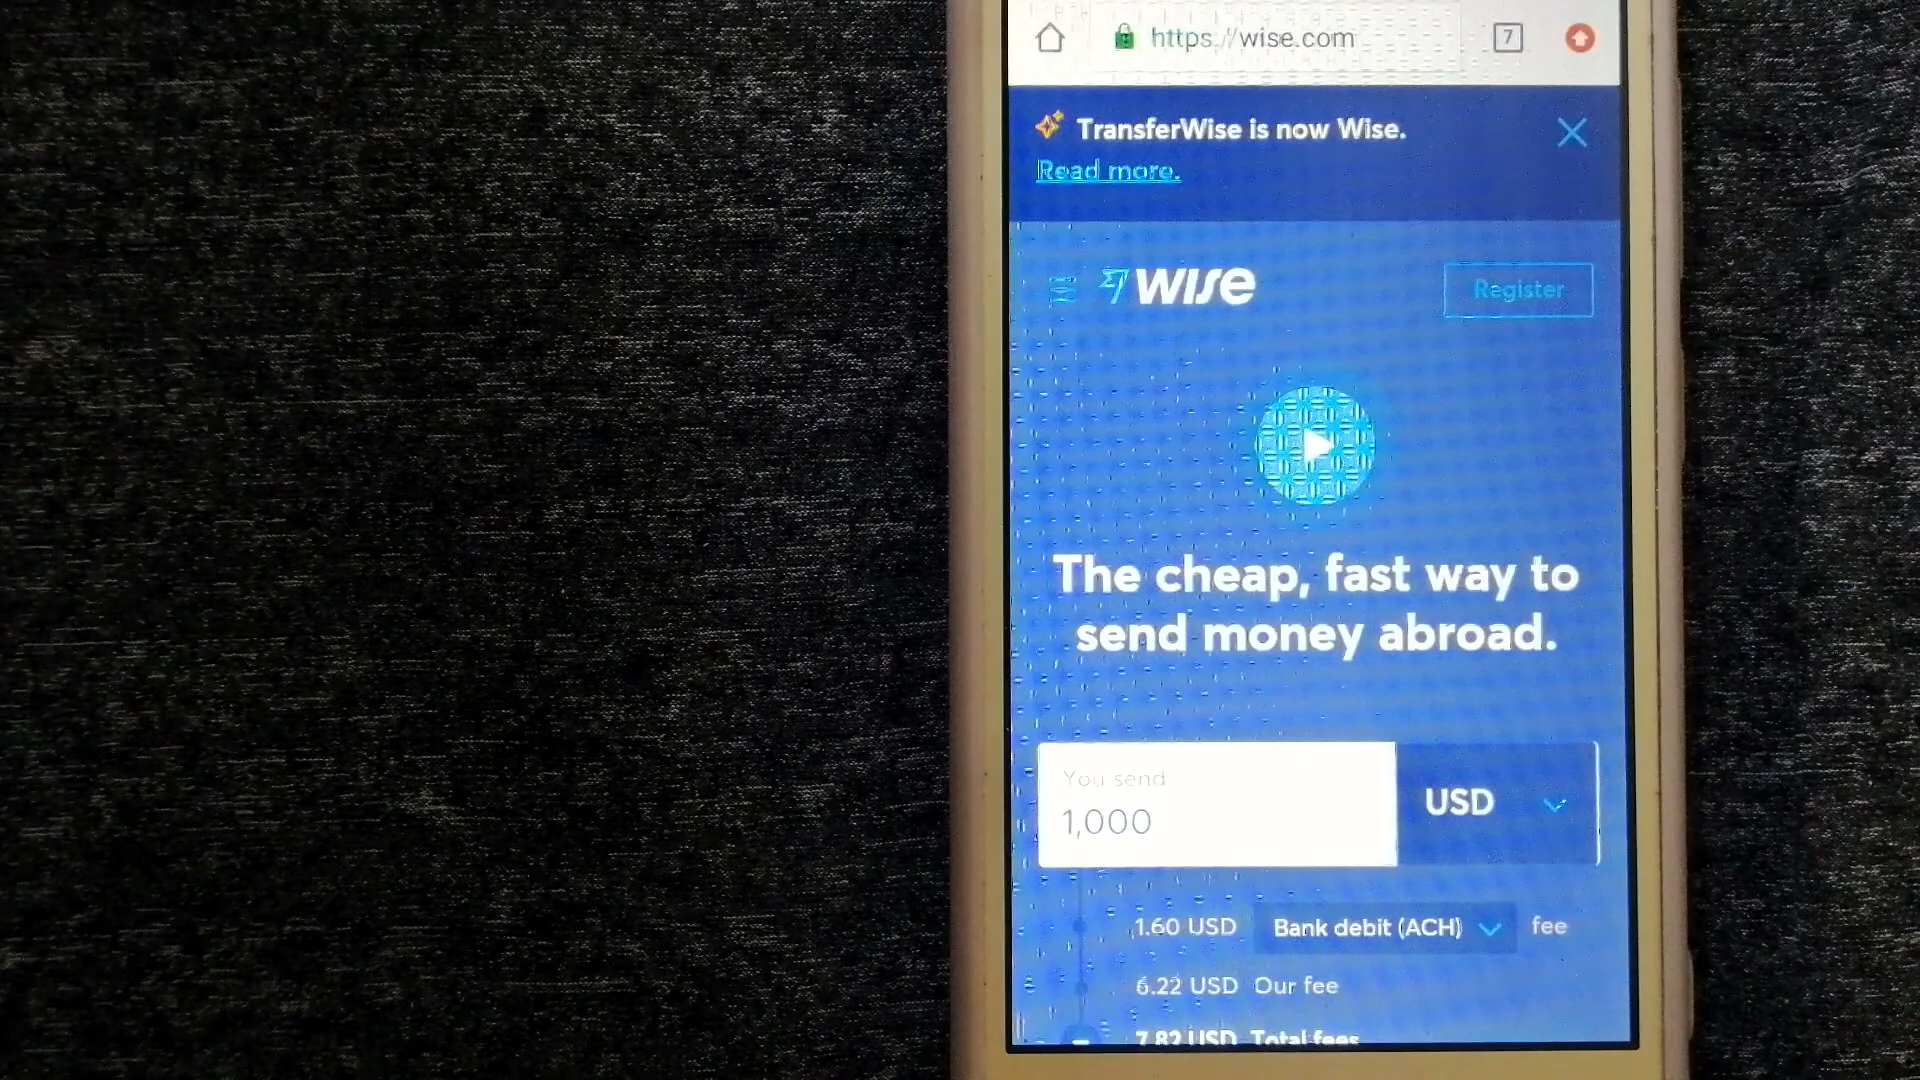 7
https://wise.com
TransferWise is now Wise.
Read more.
wise
Register
The cheap, fast way to
send money abroad.
You send
1,000
USD
1.60 USD Bank debit (ACH) fee
6.22 USD Our fee
7.82 USD Total fees